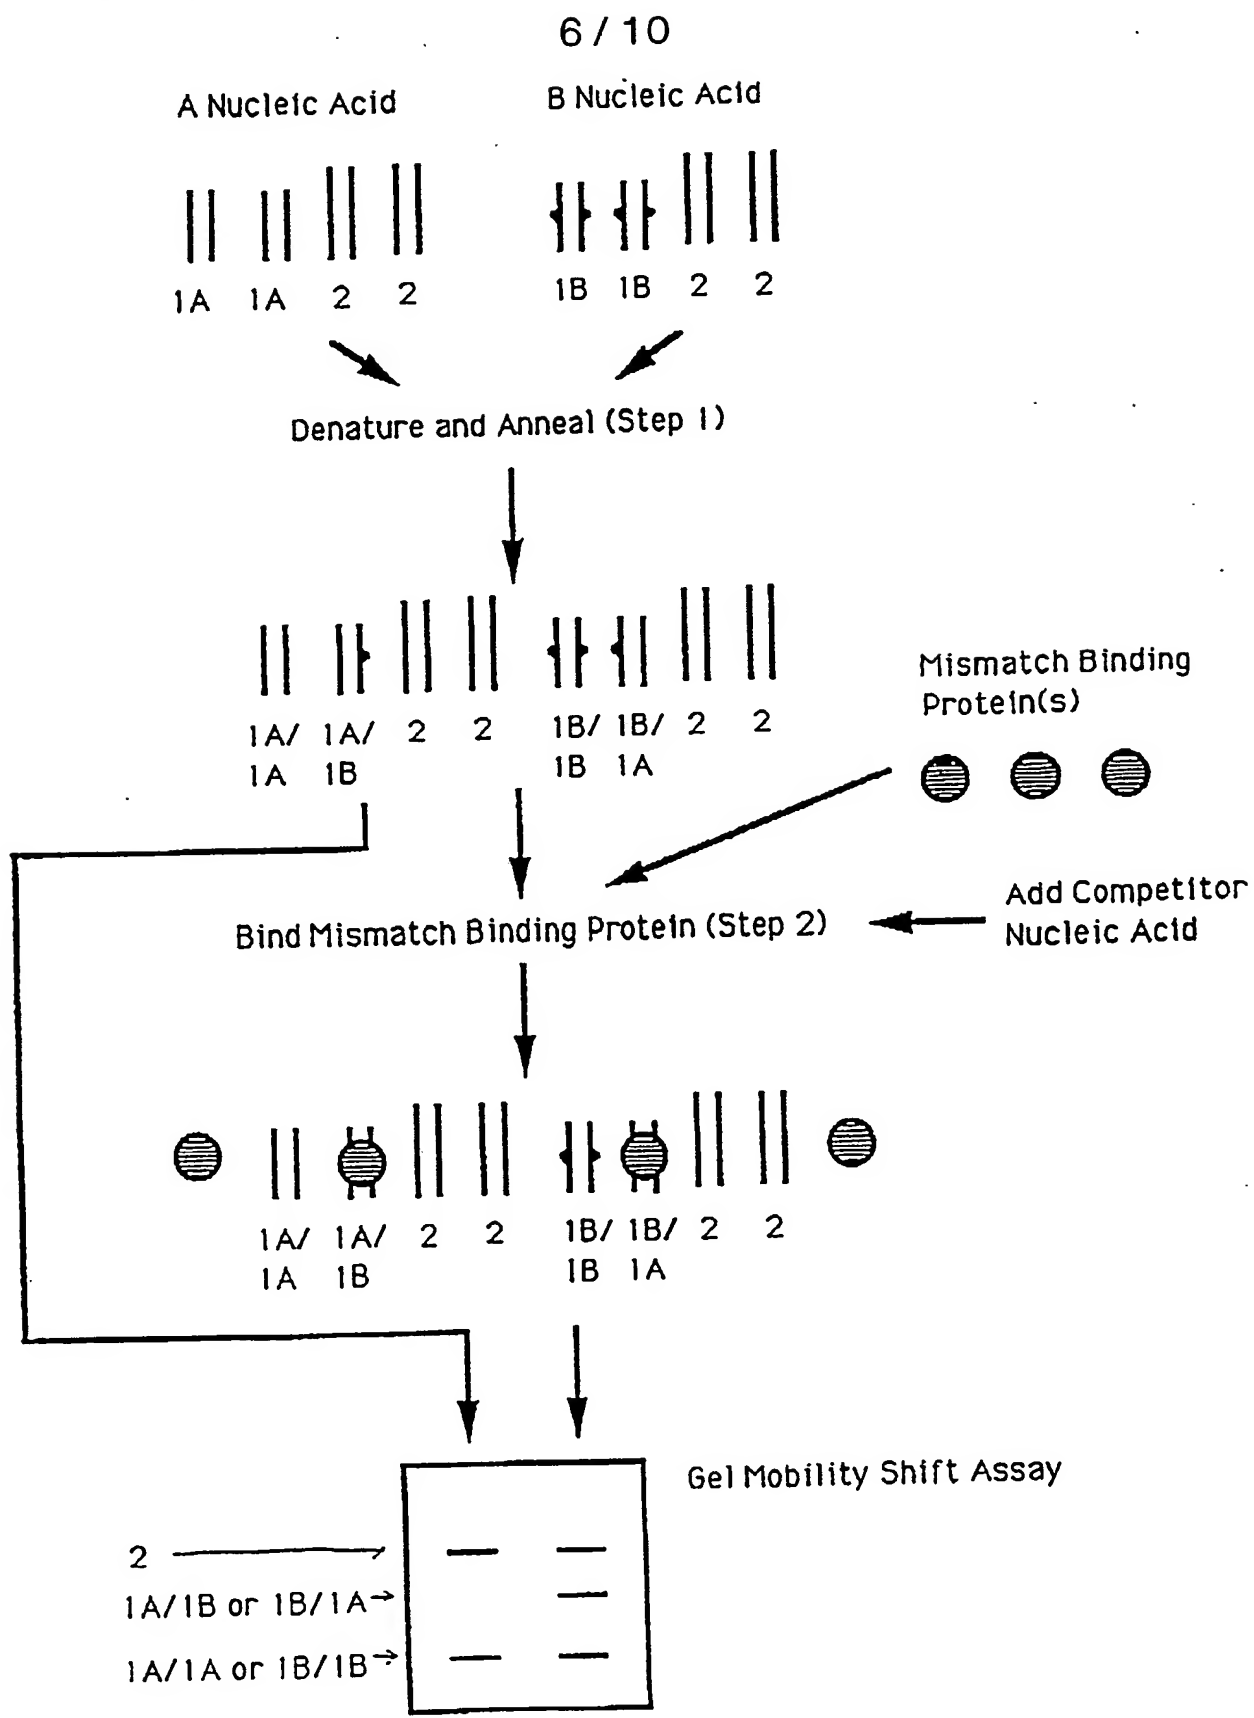 6 / 10
A Nucleic Acid
B Nucleic Acid
1A 1A 2 2
1B 1B 2 2
Denature and Anneal (Step 1)
1A/ 1A/ 2 2 1B/ 1B/ 2 2
1A 1B 1B 1A
Mismatch Binding
Protein(s)
Add Competitor
Nucleic Acid
Bind Mismatch Binding Protein (Step 2)
1A/ 1A/ 2 2 1B/ 1B/ 2 2
1A 1B 1B 1A
Gel Mobility Shift Assay
2
1A/1B or 1B/1A
1A/1A or 1B/1B